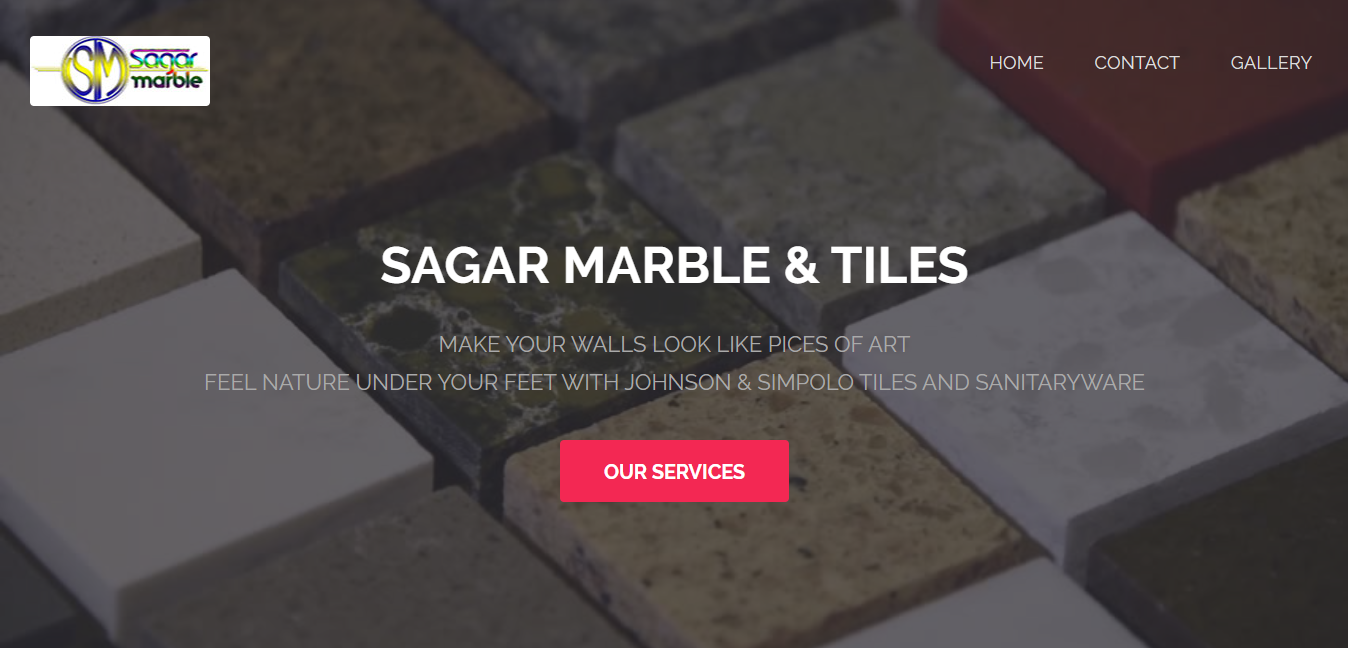 SM
sagar
marble
HOME CONTACT GALLERY
SAGAR MARBLE & TILES
MAKE YOUR WALLS LOOK LIKE PICES OF ART
FEEL NATURE UNDER YOUR FEET WITH JOHNSON & SIMPOLO TILES AND SANITARYWARE
OUR SERVICES